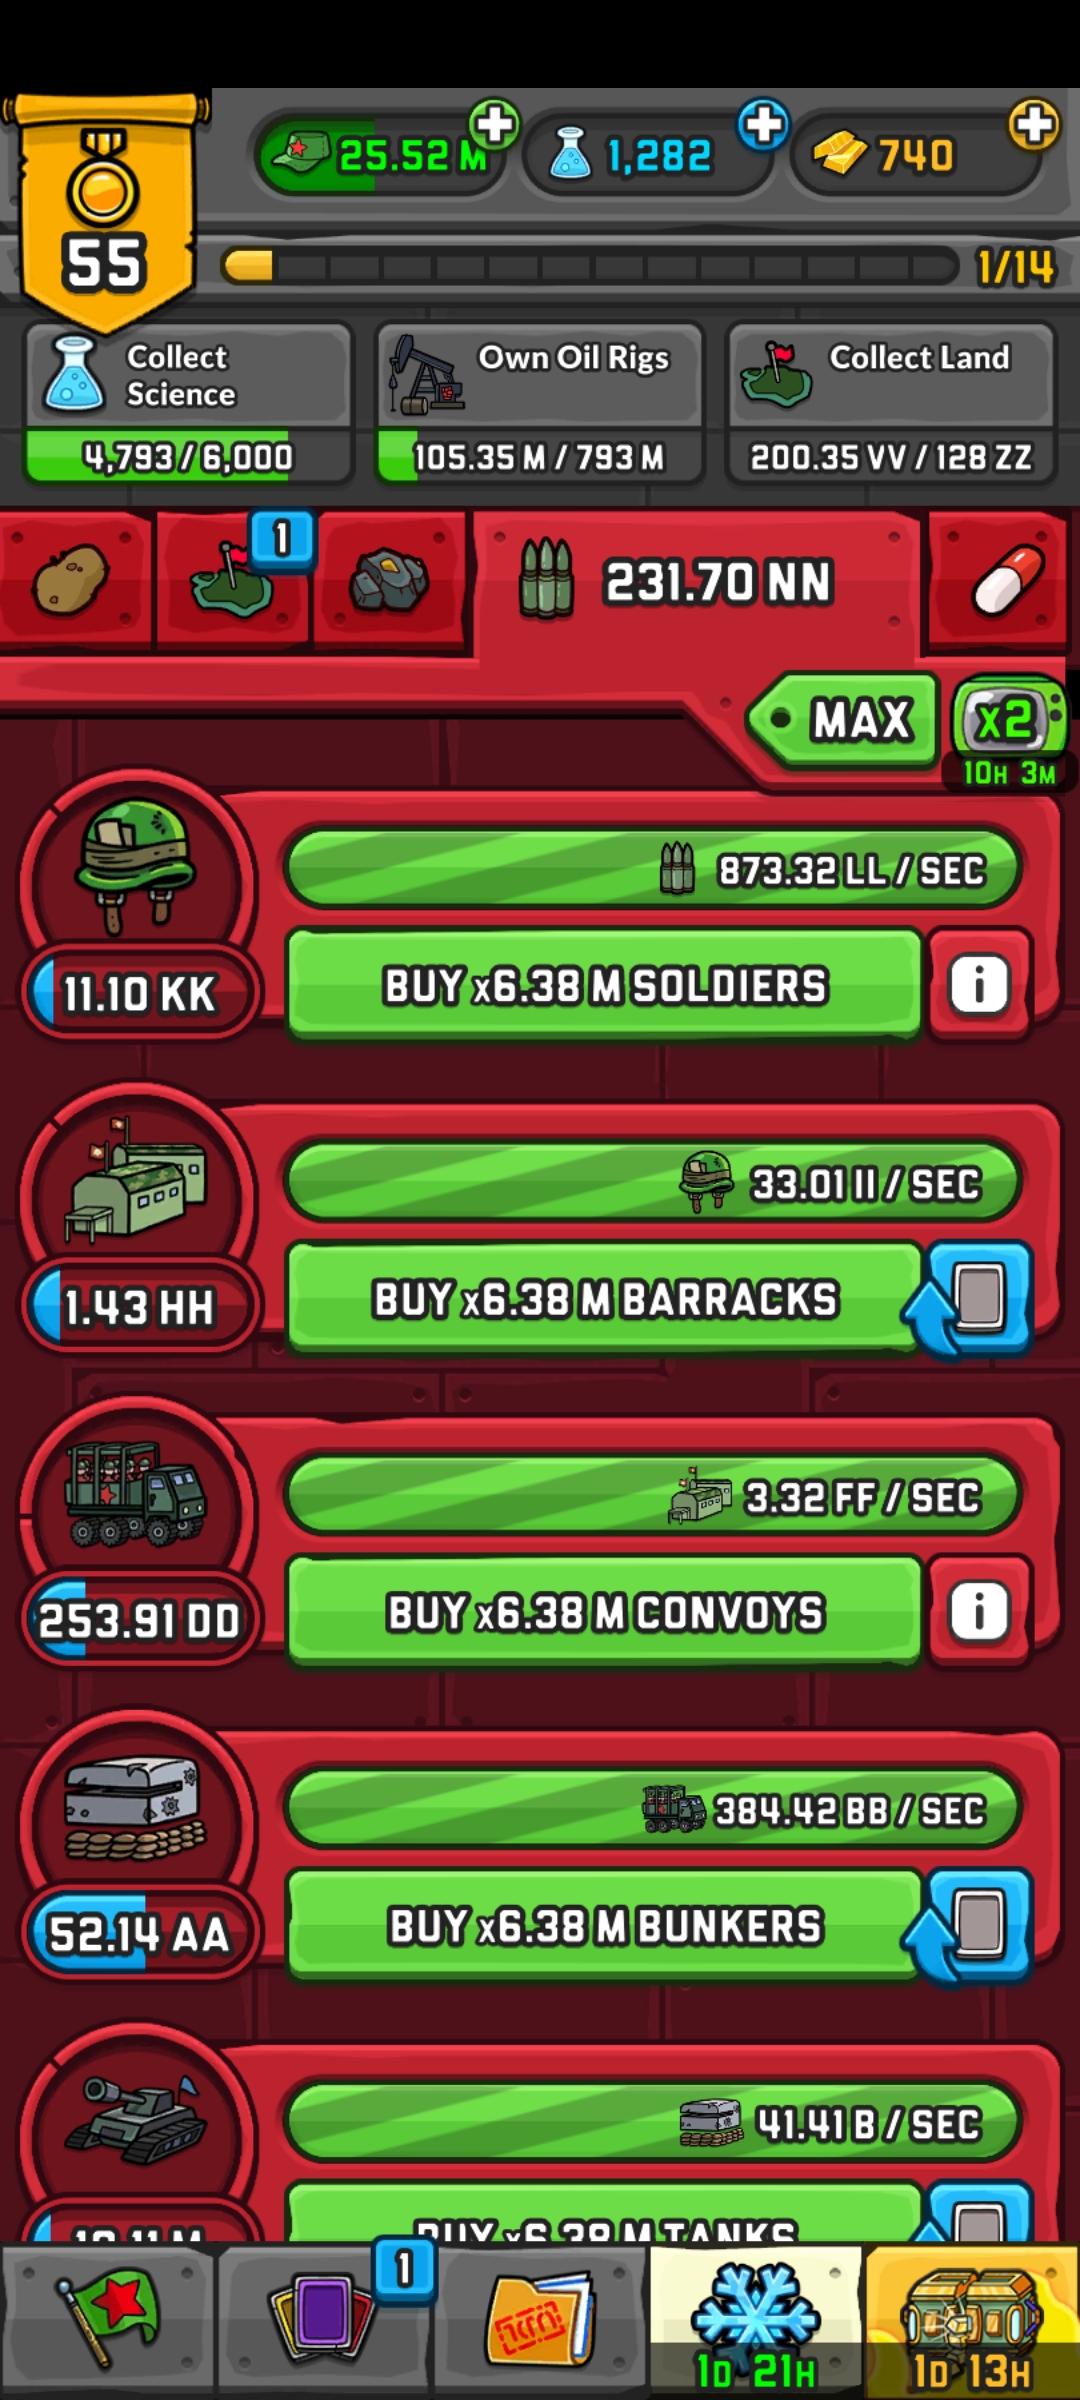 25.52 M
1,282
740
55
1/14
Collect
Science
Own Oil Rigs
Collect Land
4,793 / 6,000
105.35 M / 793 M
200.35 VV / 128 ZZ
1
231.70 NN
MAX
x2
10H 3M
873.32 LL / SEC
11.10 KK
BUY x6.38 M SOLDIERS
i
33.01 II / SEC
1.43 HH
BUY x6.38 M BARRACKS
3.32 FF / SEC
253.91 DD
BUY x6.38 M CONVOYS
i
384.42 BB / SEC
52.14 AA
BUY x6.38 M BUNKERS
41.41 B / SEC
BUY x6.38 M TANKS
1
1D 21H
1D 13H